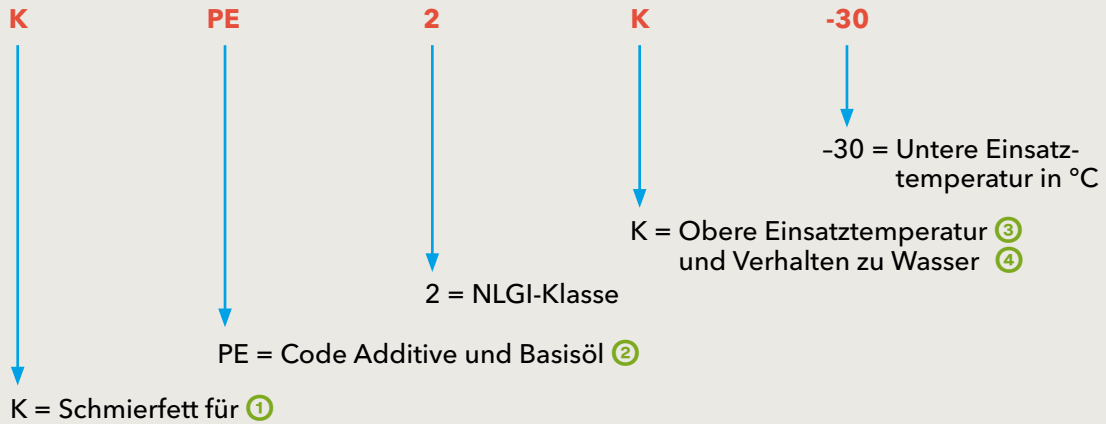 K PE 2 K -30
–30 = Untere Einsatz-
temperatur in °C
K = Obere Einsatztemperatur ③
und Verhalten zu Wasser ④
2 = NLGI-Klasse
PE = Code Additive und Basisöl ②
K = Schmierfett für ①